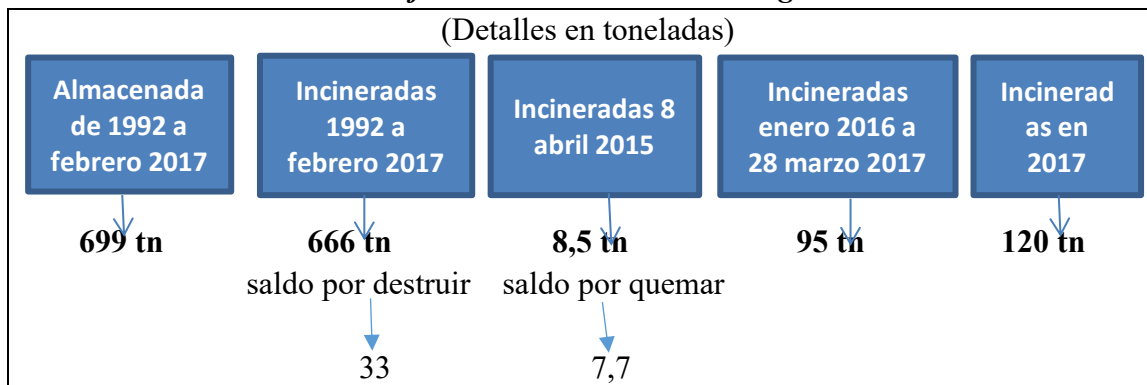 (Detalles en toneladas)
Almacenada
de 1992 a
febrero 2017
Incineradas
1992 a
febrero 2017
Incineradas 8
abril 2015
Incineradas
enero 2016 a
28 marzo 2017
Incinerad
as en
2017
699 tn
666 tn
8,5 tn
95 tn
120 tn
saldo por destruir
saldo por quemar
33
7,7